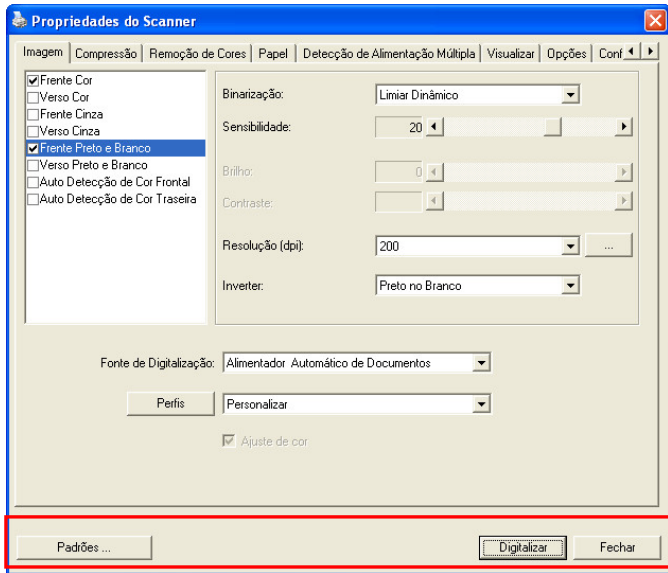 Propriedades do Scanner
Imagem Compressão Remoção de Cores Papel Detecção de Alimentação Múltipla Visualizar Opções Conf
Frente Cor
Verso Cor
Frente Cinza
Verso Cinza
Frente Preto e Branco
Verso Preto e Branco
Auto Detecção de Cor Frontal
Auto Detecção de Cor Traseira
Binarização: Limiar Dinâmico
Sensibilidade: 20
Brilho: 0
Contraste:
Resolução (dpi): 200 ...
Inverter: Preto no Branco
Fonte de Digitalização: Alimentador Automático de Documentos
Perfis Personalizar
Ajuste de cor
Padrões ... Digitalizar Fechar